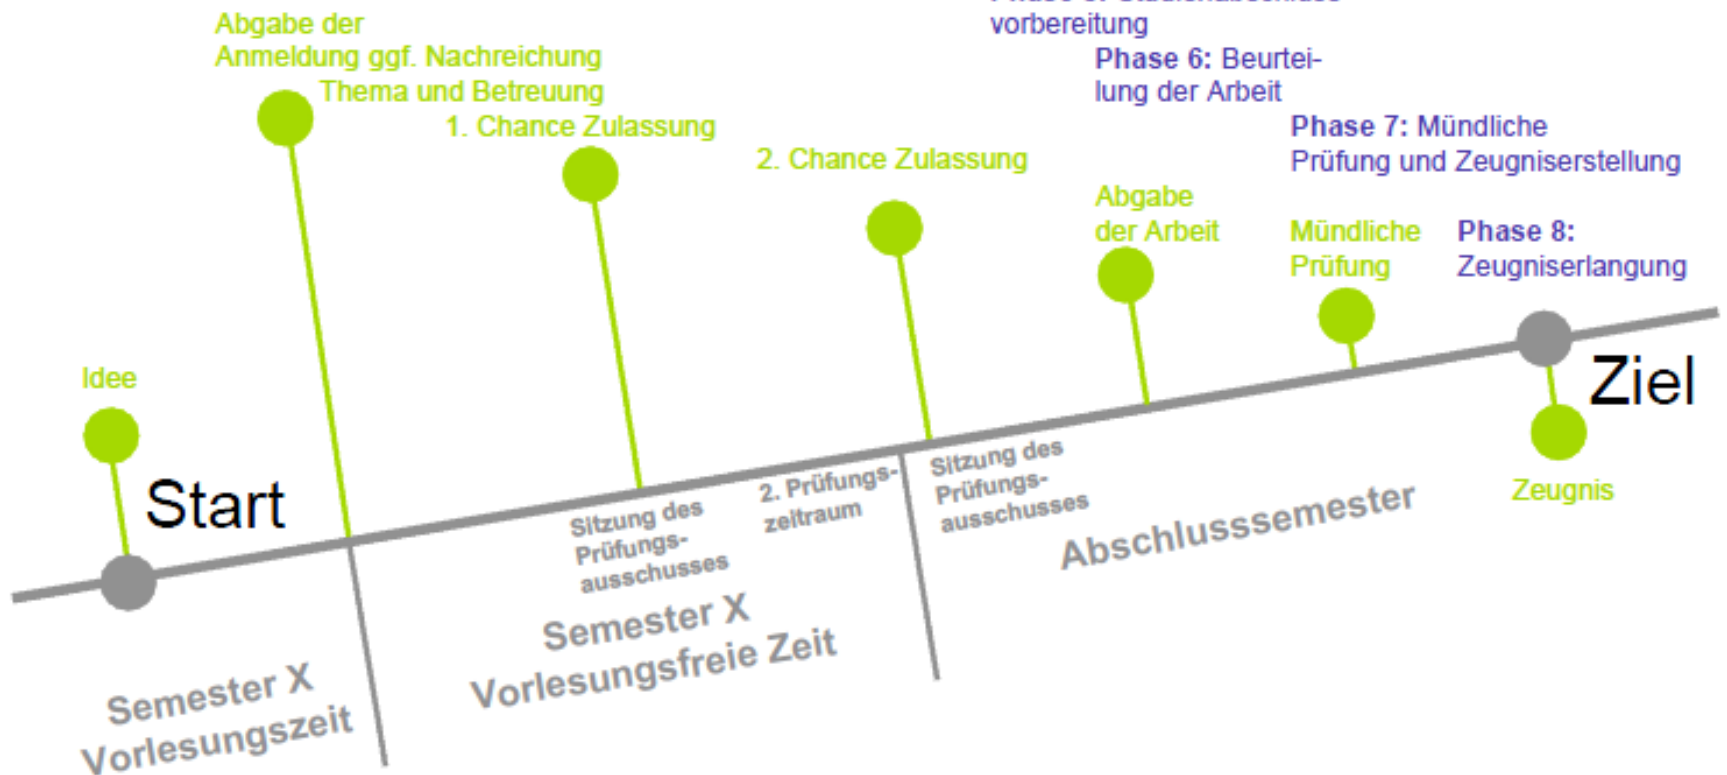 vorbereitung
Abgabe der
Anmeldung ggf. Nachreichung
Thema und Betreuung
1. Chance Zulassung
Phase 6: Beurtei-
lung der Arbeit
Phase 7: Mündliche
Prüfung und Zeugniserstellung
2. Chance Zulassung
Abgabe
der Arbeit
Mündliche
Prüfung
Phase 8:
Zeugniserlangung
Idee
Start
Ziel
Zeugnis
Sitzung des
Prüfungs-
ausschusses
2. Prüfungs-
zeitraum
Sitzung des
Prüfungs-
ausschusses
Abschlusssemester
Semester X
Vorlesungsfreie Zeit
Semester X
Vorlesungszeit